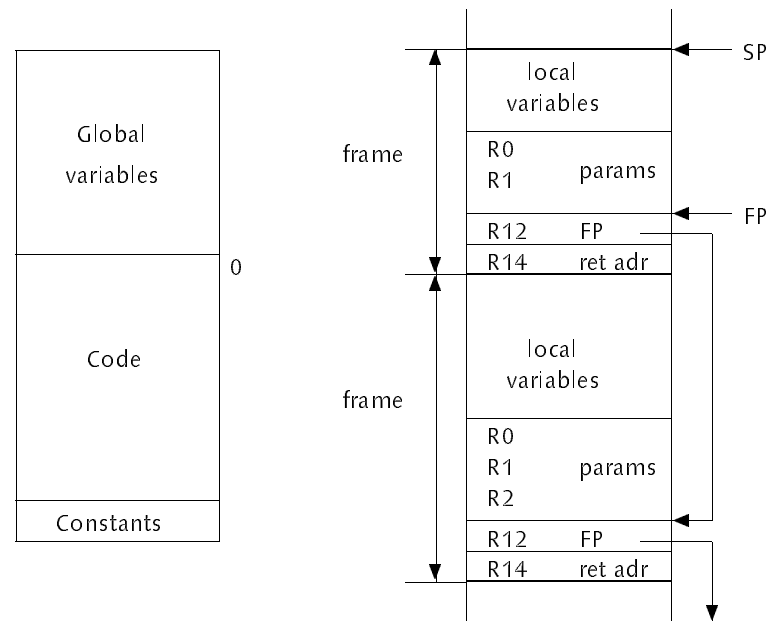 Global
variables
0
Code
Constants
SP
local
variables
frame
R0
R1
params
FP
R12 FP
R14 ret adr
local
variables
frame
R0
R1 params
R2
R12 FP
R14 ret adr